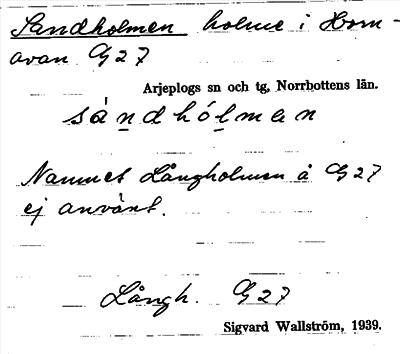 Sandholmen holme i Horn-
avan G27
Arjeplogs sn och tg, Norrbottens län.
sàndhólmen
Namnet Långholmen å G27
ej använt.
Långh. G27
Sigvard Wallström, 1939.